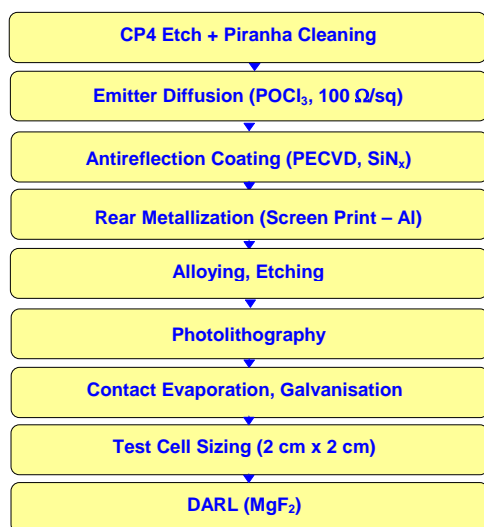 CP4 Etch + Piranha Cleaning
Emitter Diffusion (POCl₃, 100 Ω/sq)
Antireflection Coating (PECVD, SiNₓ)
Rear Metallization (Screen Print – Al)
Alloying, Etching
Photolithography
Contact Evaporation, Galvanisation
Test Cell Sizing (2 cm x 2 cm)
DARL (MgF₂)